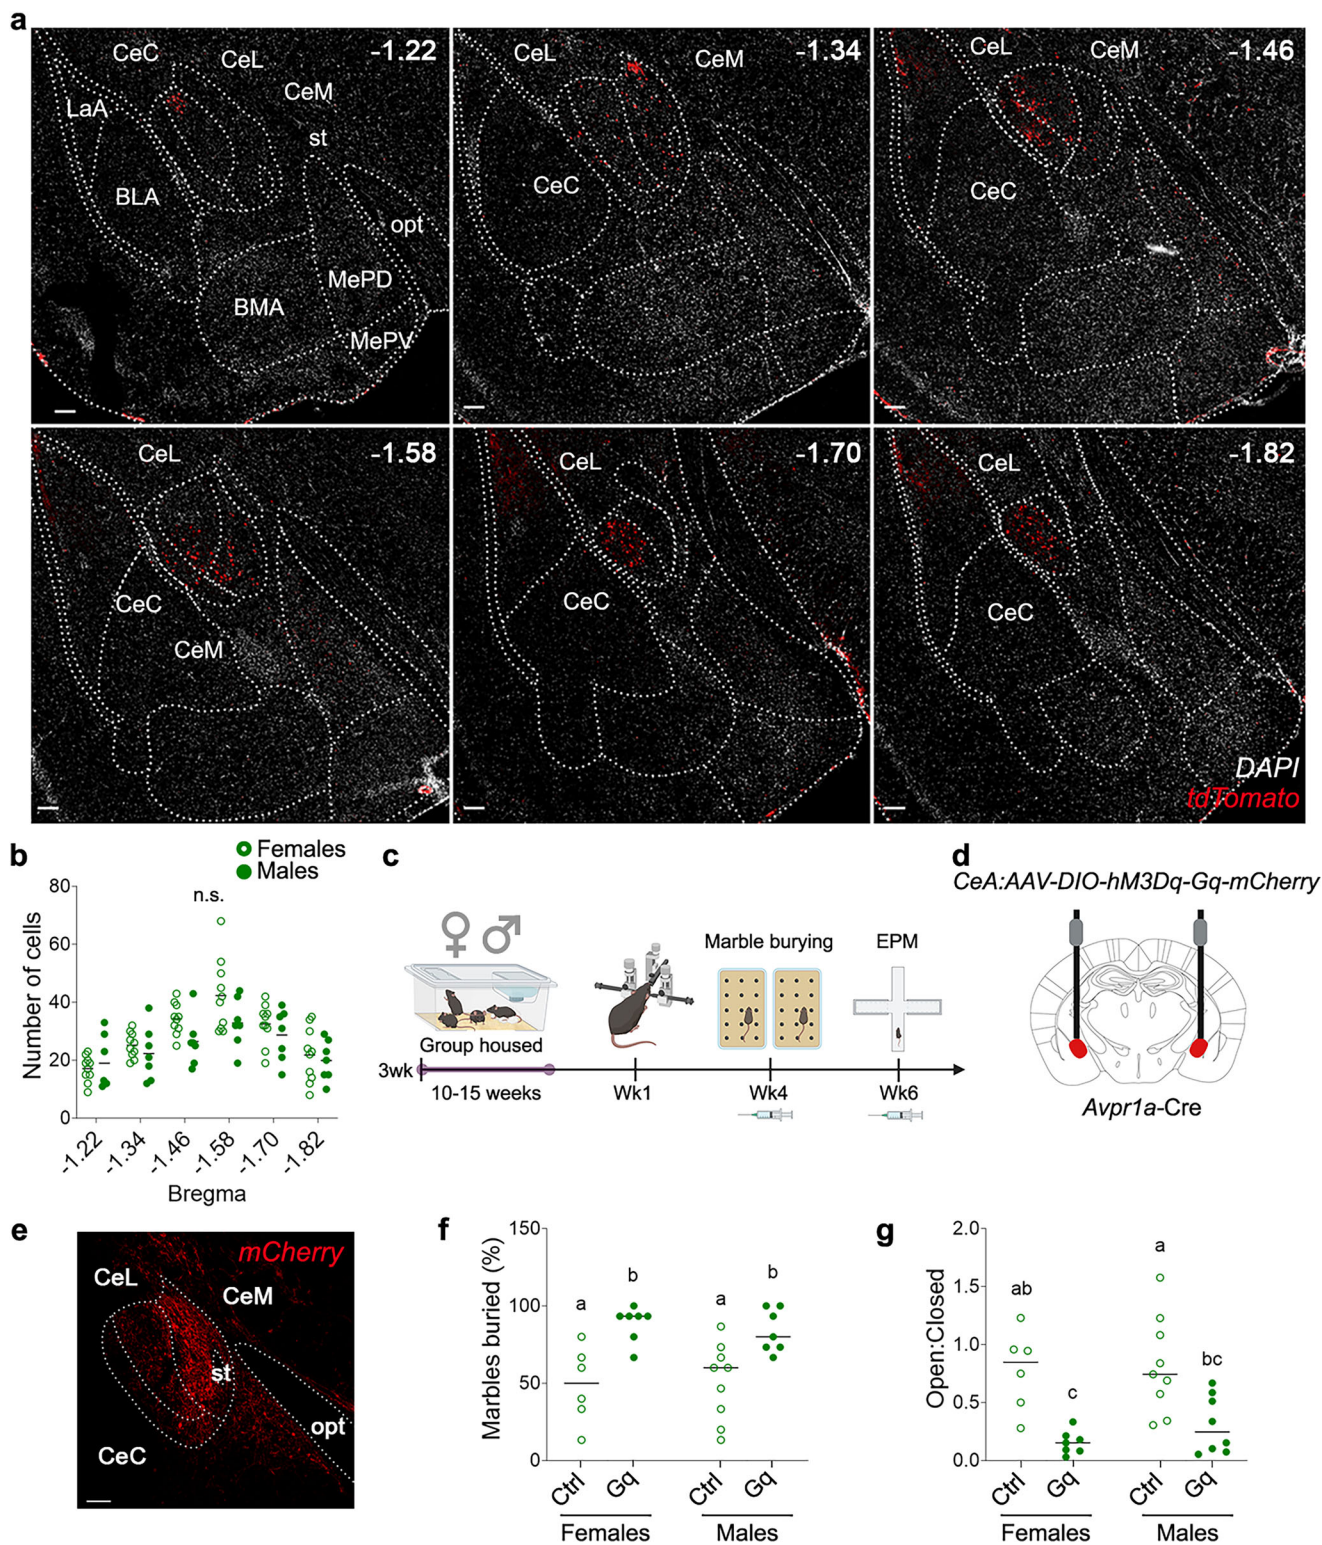 a
CeC
CeL
-1.22
LaA
CeM
st
BLA
opt
MePD
BMA
MePV
CeL
CeM
-1.34
CeC
CeL
CeM
-1.46
CeC
CeL
-1.58
CeC
CeM
CeL
-1.70
CeC
CeL
-1.82
CeC
DAPI
tdTomato
b
Females
Males
n.s.
80
60
40
20
0
Number of cells
-1.22
-1.34
-1.46
-1.58
-1.70
-1.82
Bregma
c
♀ ♂
Marble burying
EPM
Group housed
3wk
10-15 weeks
Wk1
Wk4
Wk6
d
CeA:AAV-DIO-hM3Dq-Gq-mCherry
Avpr1a-Cre
e
mCherry
CeL
CeM
st
opt
CeC
f
Marbles buried (%)
150
100
50
0
a
b
a
b
Ctrl
Gq
Ctrl
Gq
Females
Males
g
Open:Closed
2.0
1.5
1.0
0.5
0.0
ab
c
a
bc
Ctrl
Gq
Ctrl
Gq
Females
Males